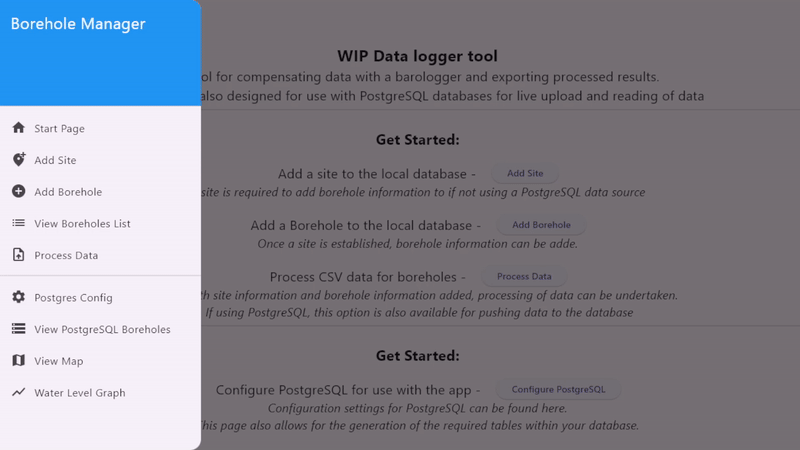 Borehole Manager
Start Page
Add Site
Add Borehole
View Boreholes List
Process Data
Postgres Config
View PostgreSQL Boreholes
View Map
Water Level Graph
WIP Data logger tool
for compensating data with a barologger and exporting processed results.
also designed for use with PostgreSQL databases for live upload and reading of data
Get Started:
Add a site to the local database - Add Site
site is required to add borehole information to if not using a PostgreSQL data source
Add a Borehole to the local database - Add Borehole
Once a site is established, borehole information can be adde.
Process CSV data for boreholes - Process Data
site information and borehole information added, processing of data can be undertaken.
If using PostgreSQL, this option is also available for pushing data to the database
Get Started:
Configure PostgreSQL for use with the app - Configure PostgreSQL
Configuration settings for PostgreSQL can be found here.
This page also allows for the generation of the required tables within your database.